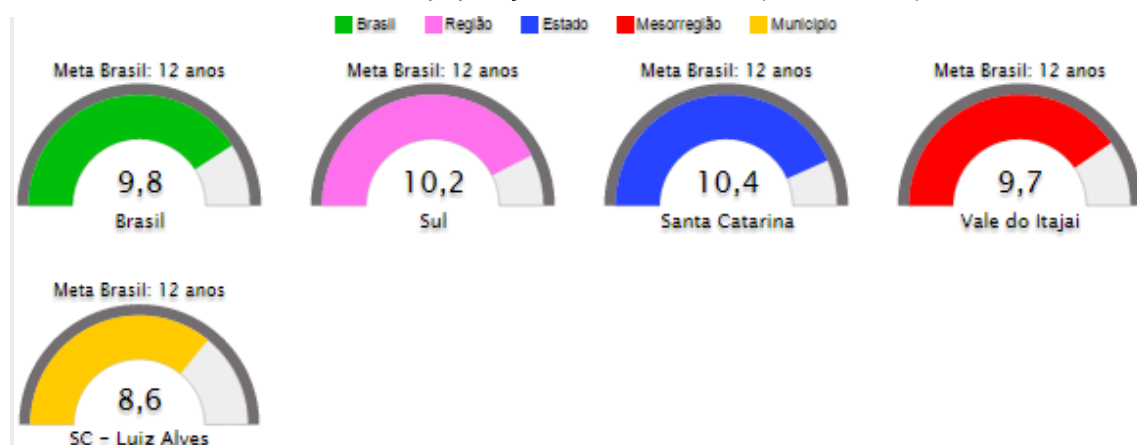 Brasil Região Estado Mesorregião Município
Meta Brasil: 12 anos Meta Brasil: 12 anos Meta Brasil: 12 anos Meta Brasil: 12 anos
9,8 10,2 10,4 9,7
Brasil Sul Santa Catarina Vale do Itajai
Meta Brasil: 12 anos
8,6
SC - Luiz Alves